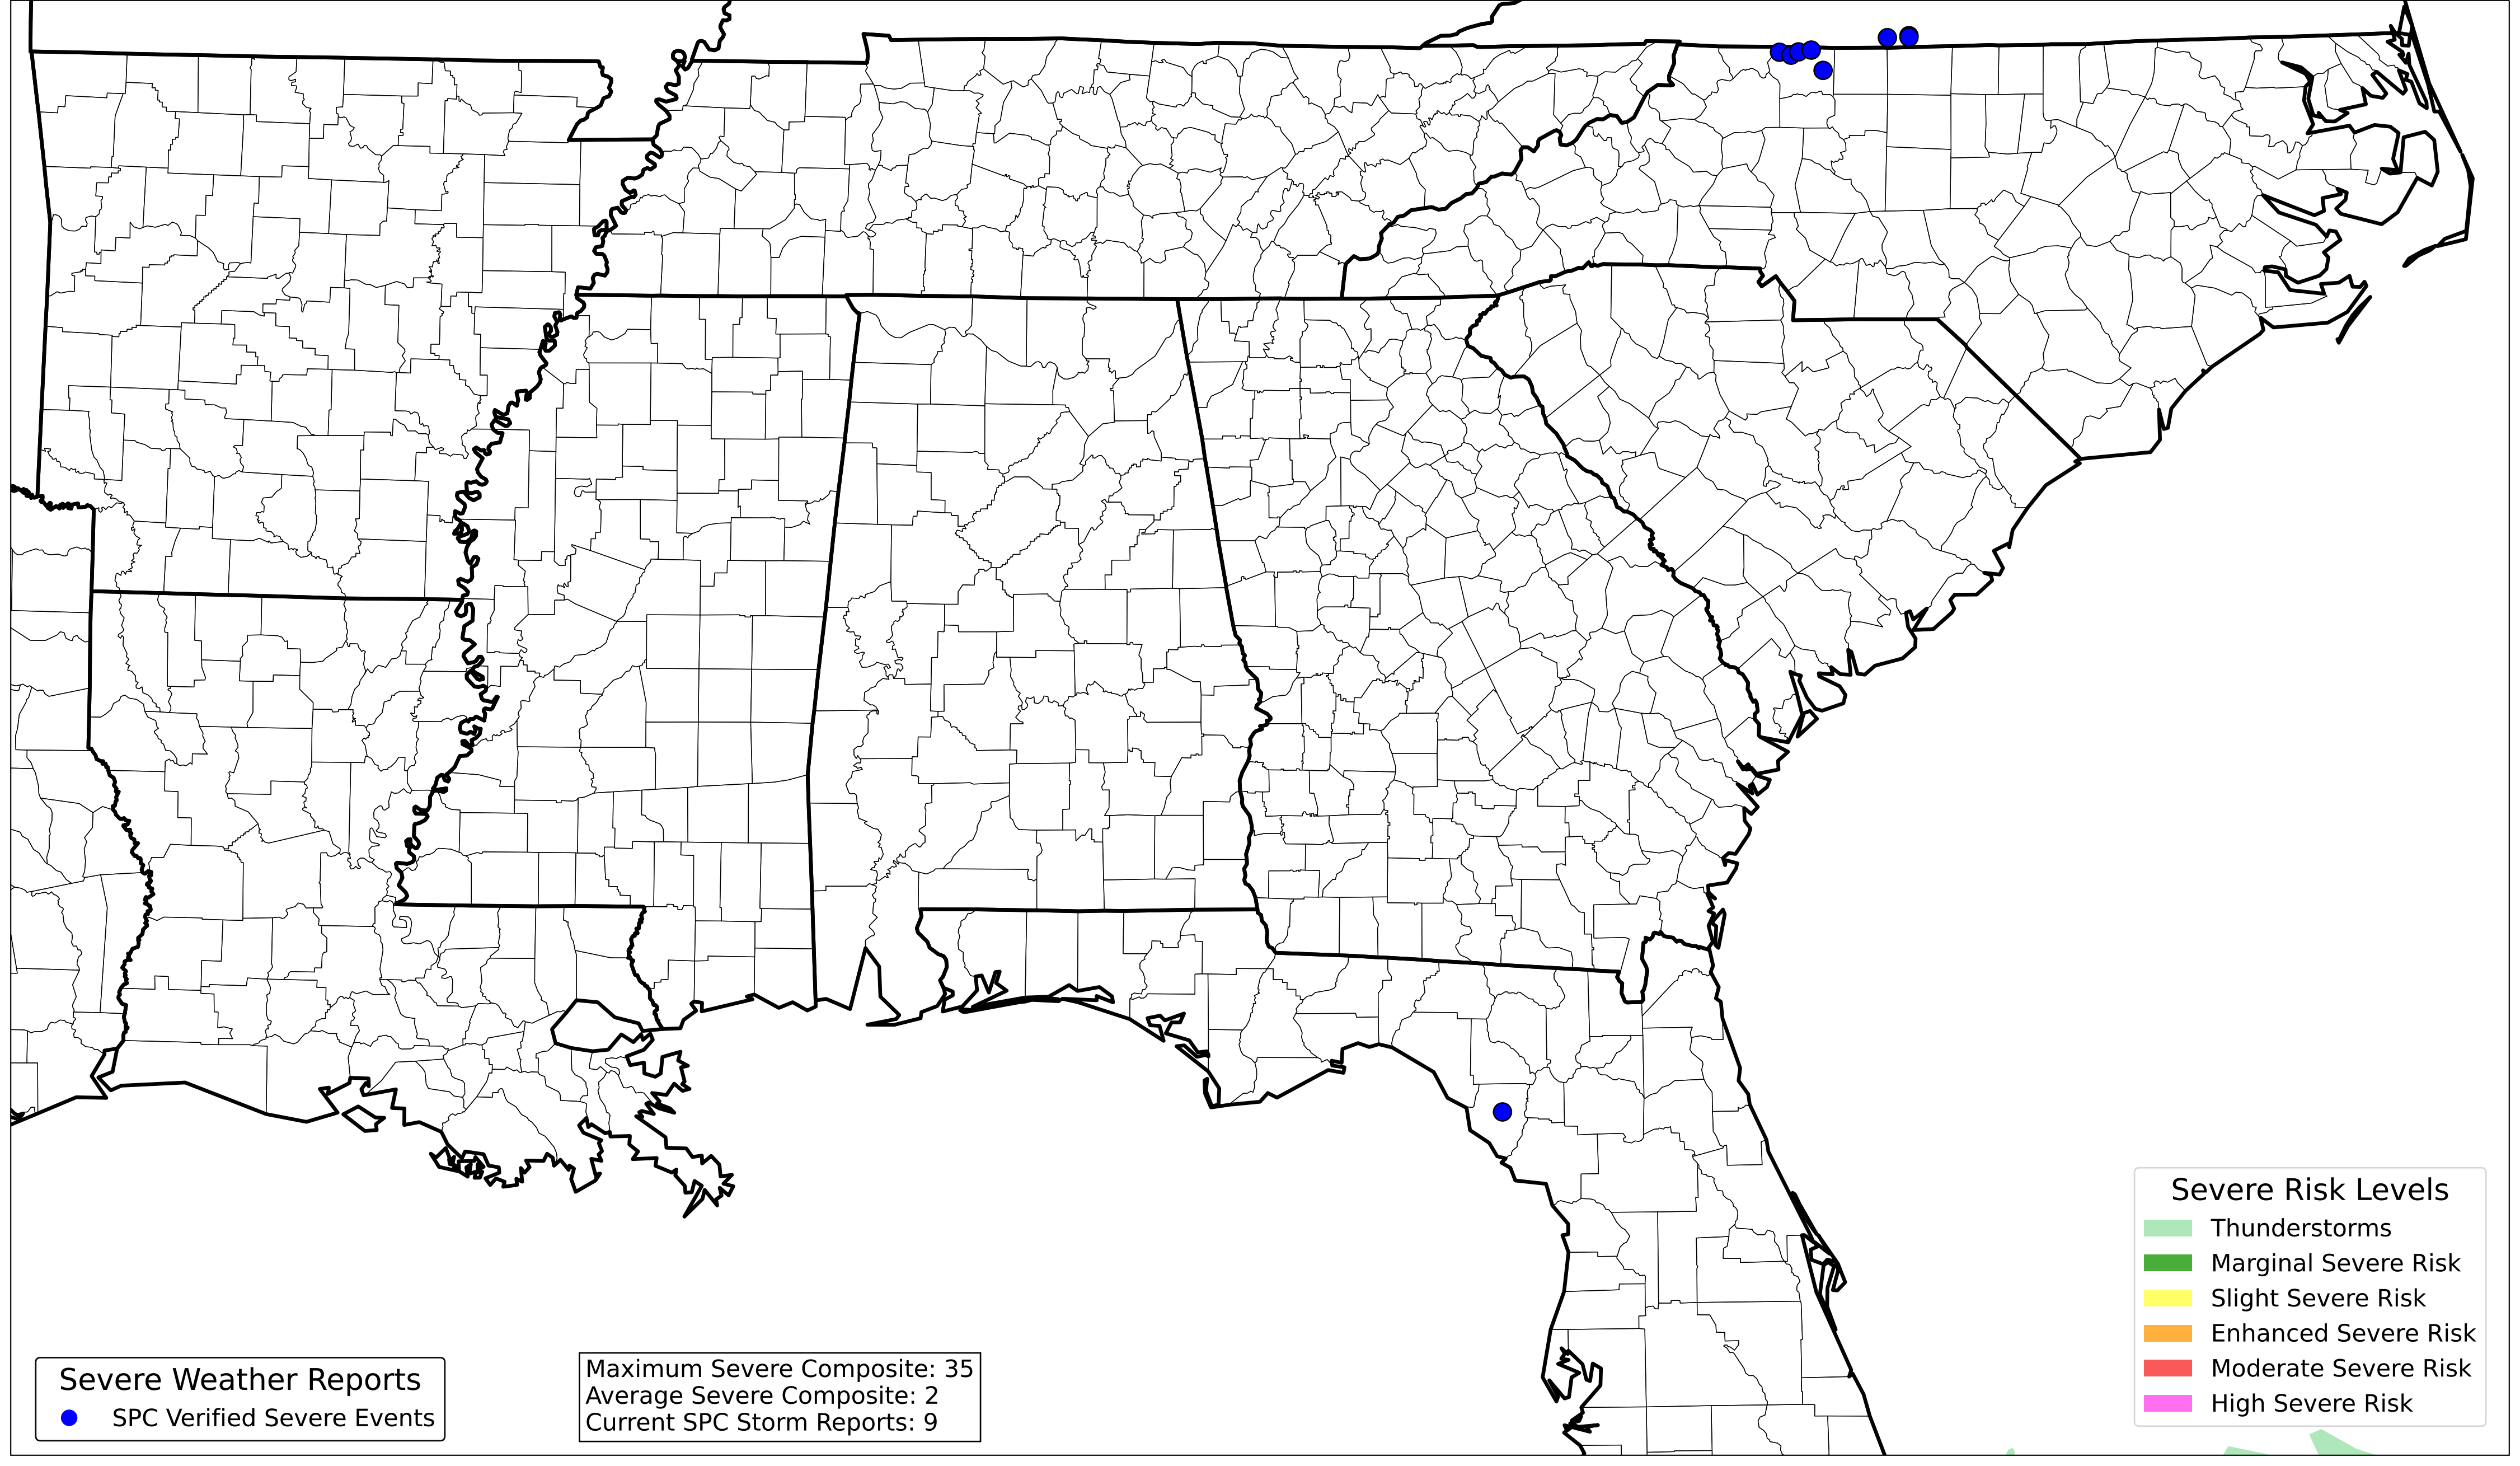 Severe Risk Levels
Thunderstorms
Marginal Severe Risk
Slight Severe Risk
Enhanced Severe Risk
Moderate Severe Risk
High Severe Risk
Severe Weather Reports
SPC Verified Severe Events
Maximum Severe Composite: 35
Average Severe Composite: 2
Current SPC Storm Reports: 9